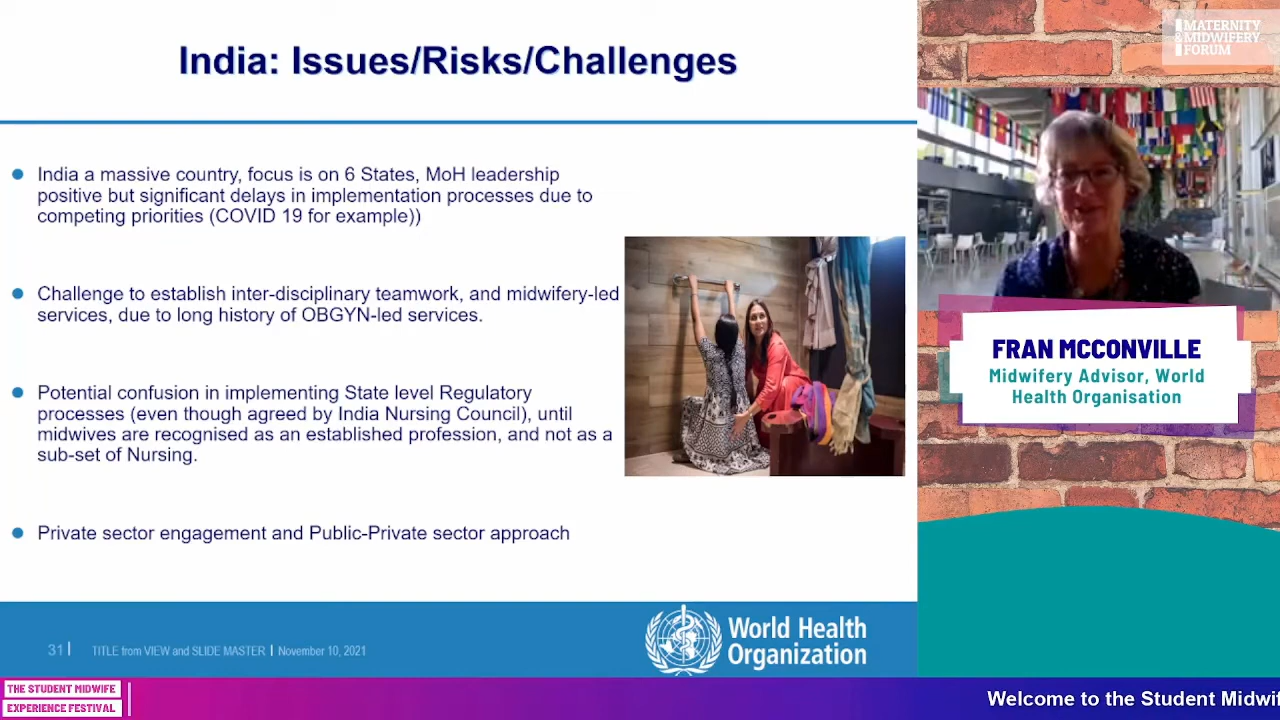 India: Issues/Risks/Challenges
India a massive country, focus is on 6 States, MoH leadership
positive but significant delays in implementation processes due to
competing priorities (COVID 19 for example))
Challenge to establish inter-disciplinary teamwork, and midwifery-led
services, due to long history of OBGYN-led services.
Potential confusion in implementing State level Regulatory
processes (even though agreed by India Nursing Council), until
midwives are recognised as an established profession, and not as a
sub-set of Nursing.
Private sector engagement and Public-Private sector approach
31 | TITLE from VIEW and SLIDE MASTER | November 10, 2021
World Health
Organization
MATERNITY
& MIDWIFERY
FORUM
FRAN MCCONVILLE
Midwifery Advisor, World
Health Organisation
THE STUDENT MIDWIFE
EXPERIENCE FESTIVAL
Welcome to the Student Midwif